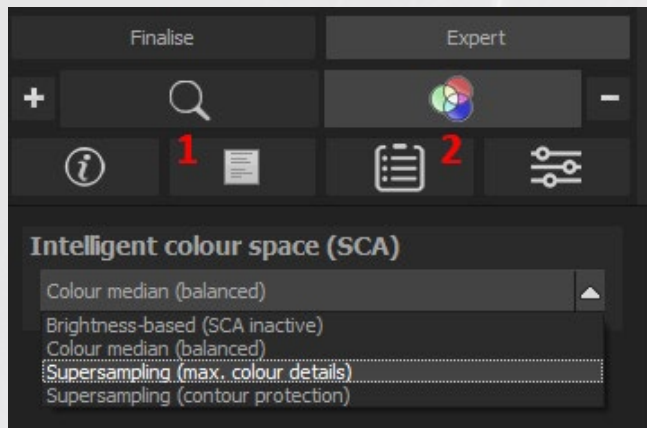 Finalise Expert
+ -
1 2
Intelligent colour space (SCA)
Colour median (balanced)
Brightness-based (SCA inactive)
Colour median (balanced)
Supersampling (max. colour details)
Supersampling (contour protection)